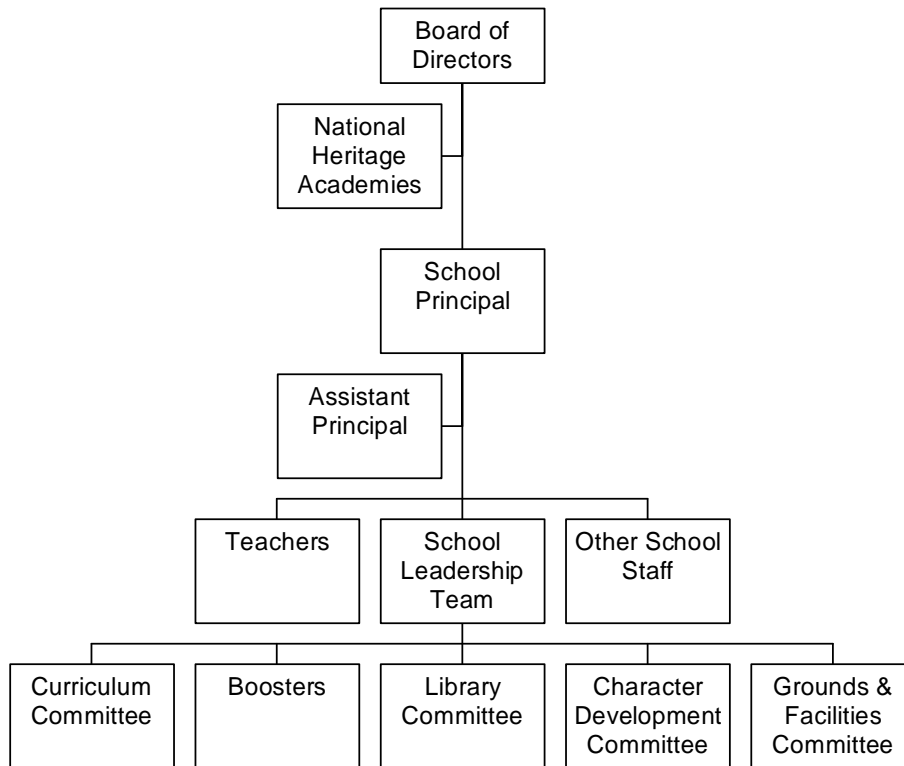 Board of
Directors
National
Heritage
Academies
School
Principal
Assistant
Principal
Teachers
School
Leadership
Team
Other School
Staff
Curriculum
Committee
Boosters
Library
Committee
Character
Development
Committee
Grounds &
Facilities
Committee